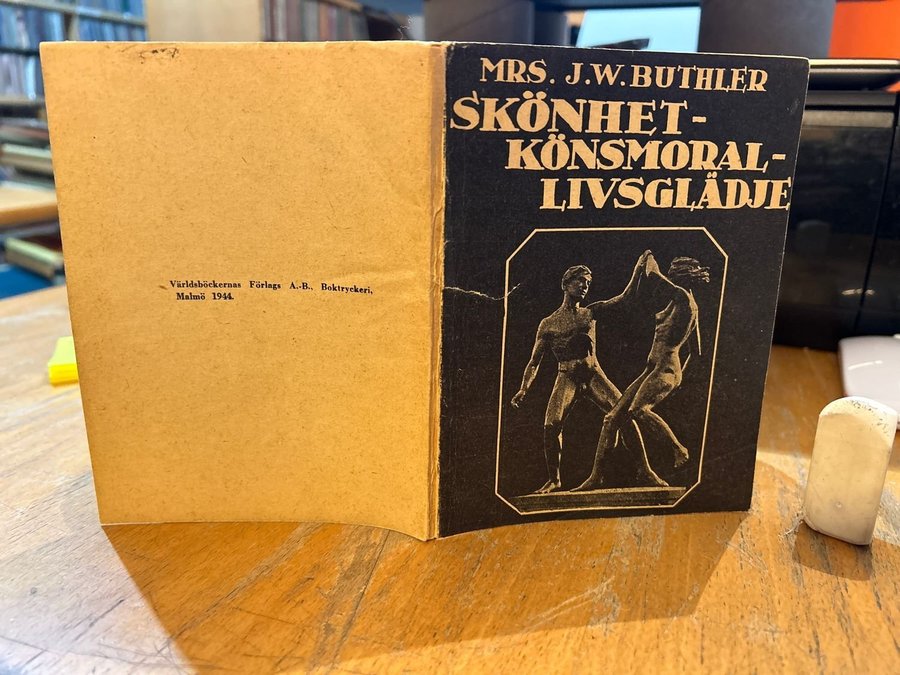 MRS. J.W. BUTHLER
SKÖNHET-
KÖNSMORAL-
LIVSGLÄDJE
Världsböckernas Förlags A.-B., Boktryckeri,
Malmö 1944.